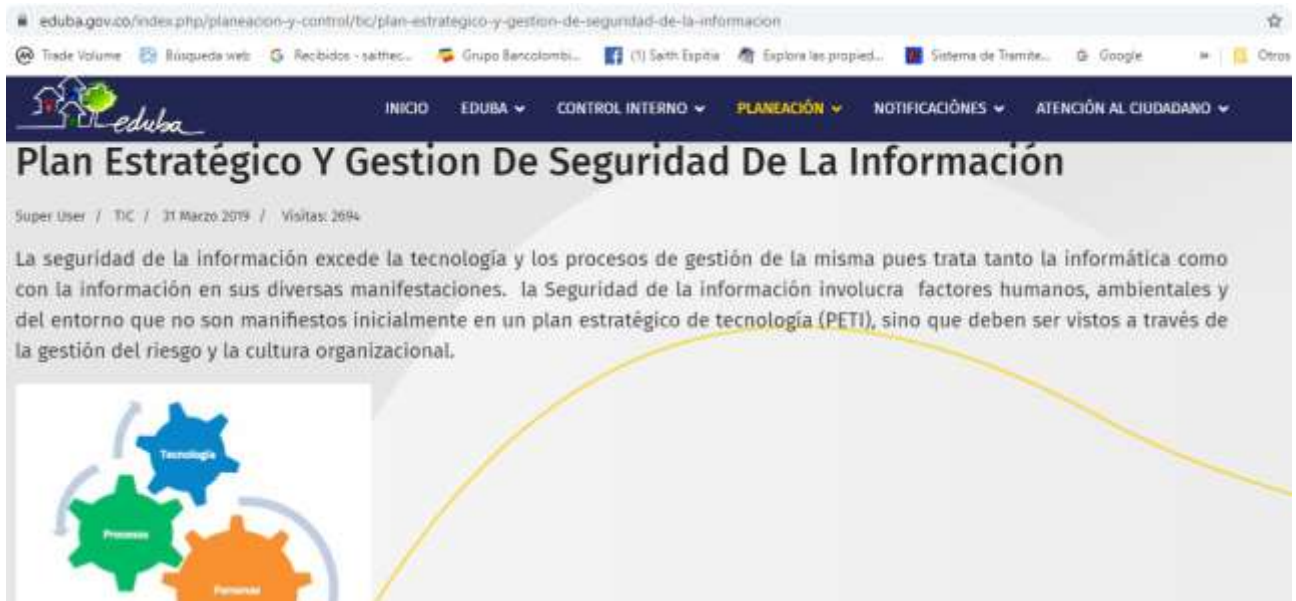 eduba.gov.co/index.php/planeacion-y-control/tic/plan-estrategico-y-gestion-de-seguridad-de-la-informacion
Trade Volume Búsqueda web Recibidos - saithec... Grupo Bancolombi... (1) Saith Espitia Explora las propied... Sistema de Tramite... Google » Otros
eduba INICIO EDUBA CONTROL INTERNO PLANEACIÓN NOTIFICACIÒNES ATENCIÓN AL CIUDADANO
Plan Estratégico Y Gestion De Seguridad De La Información
Super User / TIC / 31 Marzo 2019 / Visitas: 2694
La seguridad de la información excede la tecnología y los procesos de gestión de la misma pues trata tanto la informática como
con la información en sus diversas manifestaciones. la Seguridad de la información involucra factores humanos, ambientales y
del entorno que no son manifiestos inicialmente en un plan estratégico de tecnología (PETI), sino que deben ser vistos a través de
la gestión del riesgo y la cultura organizacional.
Tecnología
Procesos
Personas